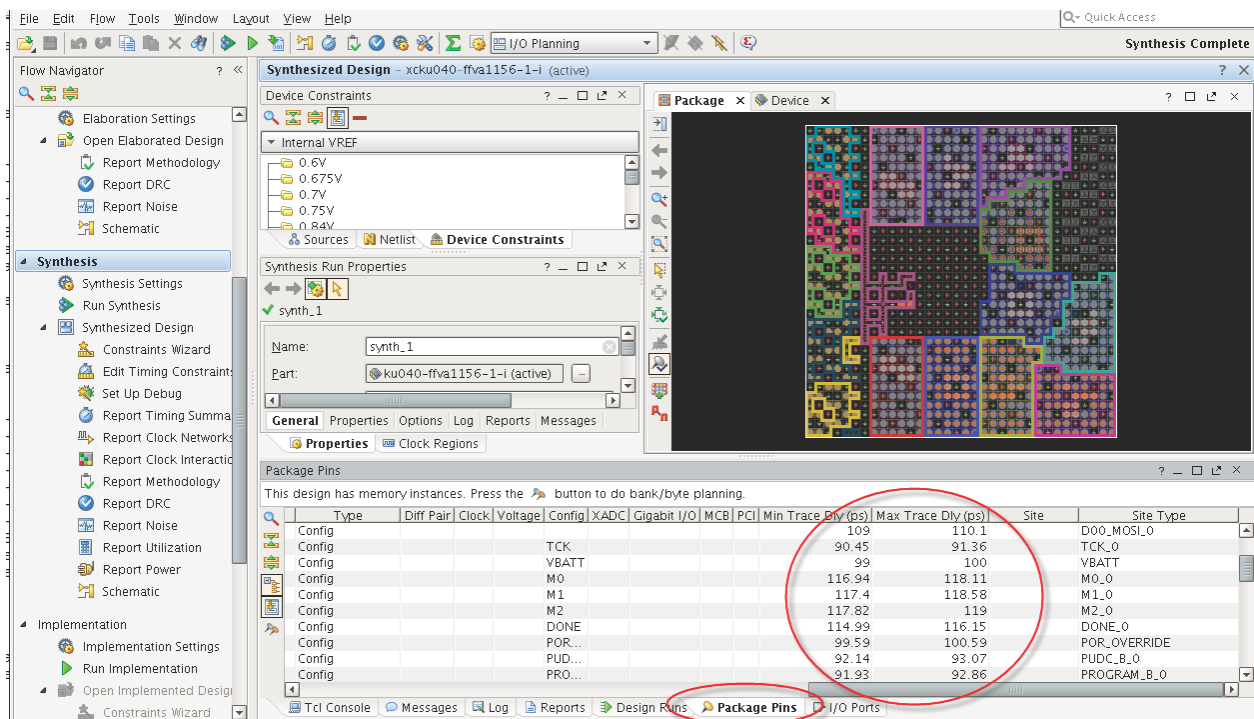 File Edit Flow Tools Window Layout View Help
Quick Access
I/O Planning
Synthesis Complete
Flow Navigator
Elaboration Settings
Open Elaborated Design
Report Methodology
Report DRC
Report Noise
Schematic
Synthesis
Synthesis Settings
Run Synthesis
Synthesized Design
Constraints Wizard
Edit Timing Constraints
Set Up Debug
Report Timing Summa
Report Clock Networks
Report Clock Interactic
Report Methodology
Report DRC
Report Noise
Report Utilization
Report Power
Schematic
Implementation
Implementation Settings
Run Implementation
Open Implemented Design
Constraints Wizard
Synthesized Design - xcku040-ffva1156-1-i (active)
Device Constraints
Internal VREF
0.6V
0.675V
0.7V
0.75V
0.84V
Sources Netlist Device Constraints
Synthesis Run Properties
synth_1
Name: synth_1
Part: ku040-ffva1156-1-i (active)
General Properties Options Log Reports Messages
Properties Clock Regions
Package Device
Package Pins
This design has memory instances. Press the button to do bank/byte planning.
Type Diff Pair Clock Voltage Config XADC Gigabit I/O MCB PCI Min Trace Dly (ps) Max Trace Dly (ps) Site Site Type
Config 109 110.1 D00_MOSI_0
Config TCK 90.45 91.36 TCK_0
Config VBATT 99 100 VBATT
Config M0 116.94 118.11 M0_0
Config M1 117.4 118.58 M1_0
Config M2 117.82 119 M2_0
Config DONE 114.99 116.15 DONE_0
Config POR... 99.59 100.59 POR_OVERRIDE
Config PUD... 92.14 93.07 PUDC_B_0
Config PRO... 91.93 92.86 PROGRAM_B_0
Tcl Console Messages Log Reports Design Runs Package Pins I/O Ports